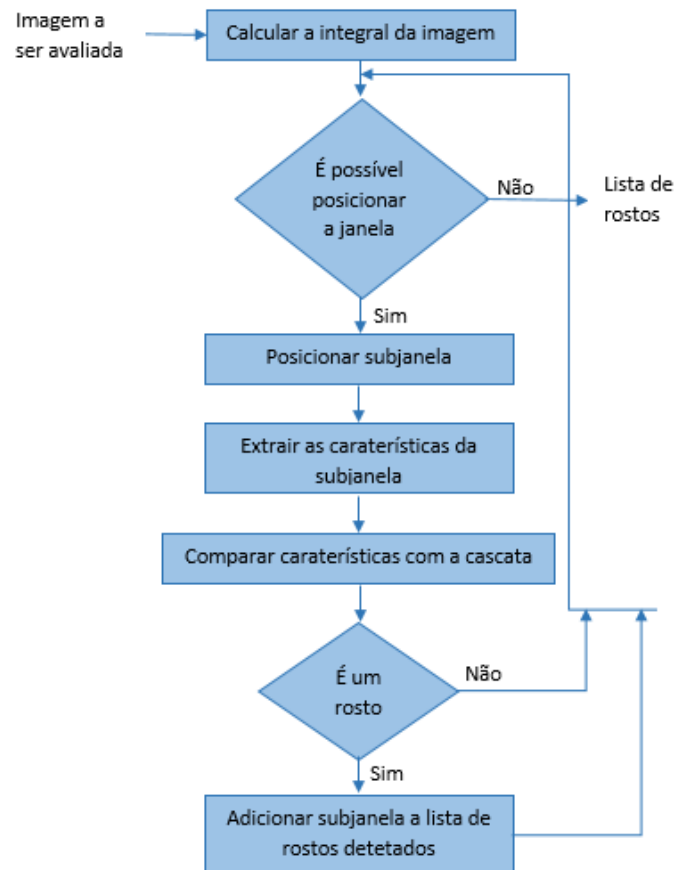 Imagem a
ser avaliada
Calcular a integral da imagem
É possível
posicionar
a janela
Não
Lista de
rostos
Sim
Posicionar subjanela
Extrair as caraterísticas da
subjanela
Comparar caraterísticas com a cascata
É um
rosto
Não
Sim
Adicionar subjanela a lista de
rostos detetados